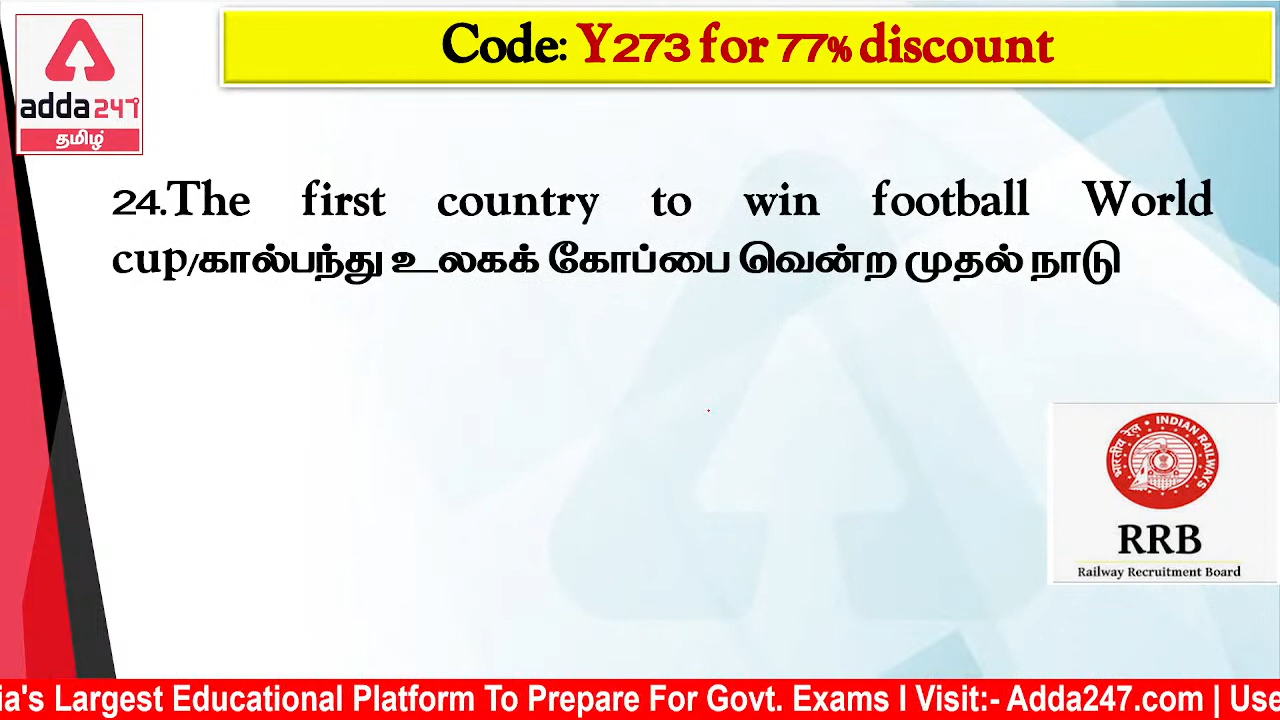 Code: Y273 for 77% discount
adda247
தமிழ்
24.The first country to win football World
cup/கால்பந்து உலகக் கோப்பை வென்ற முதல் நாடு
भारतीय रेल INDIAN RAILWAYS
RRB
Railway Recruitment Board
ia's Largest Educational Platform To Prepare For Govt. Exams I Visit:- Adda247.com | Use